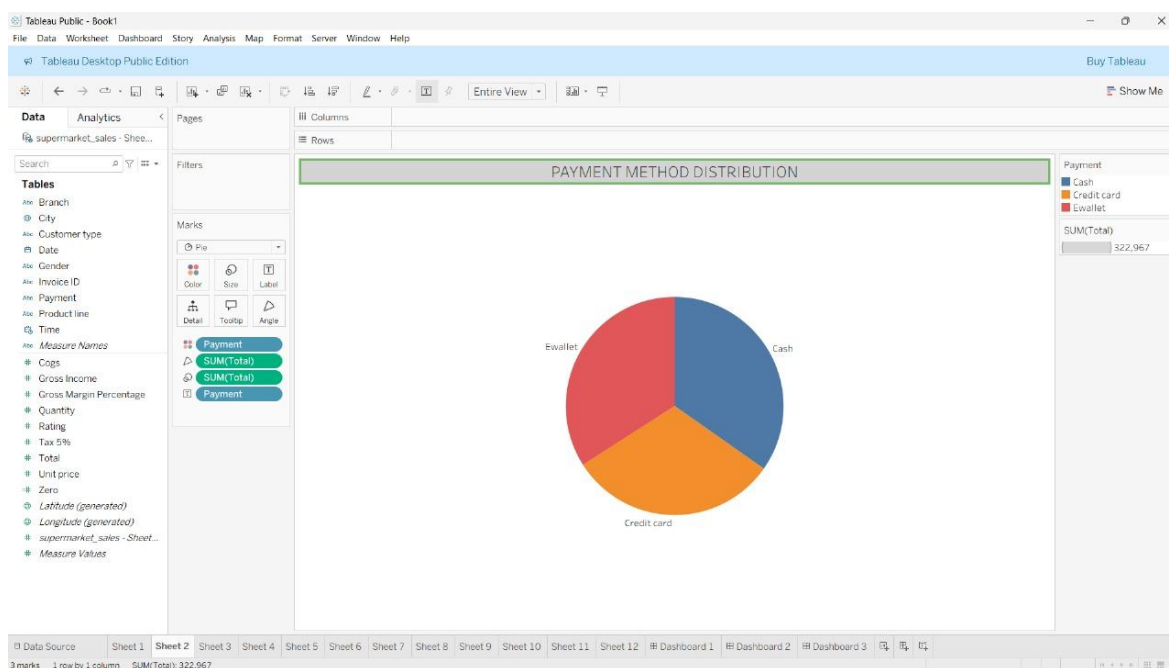 Tableau Public - Book1
File Data Worksheet Dashboard Story Analysis Map Format Server Window Help
Tableau Desktop Public Edition
Buy Tableau
Entire View
Show Me
Data
Analytics
supermarket_sales - Shee...
Search
Tables
Abc Branch
City
Abc Customer type
Date
Abc Gender
Abc Invoice ID
Abc Payment
Abc Product line
Time
Abc Measure Names
# Cogs
# Gross Income
# Gross Margin Percentage
# Quantity
# Rating
# Tax 5%
# Total
# Unit price
=# Zero
Latitude (generated)
Longitude (generated)
# supermarket_sales - Sheet...
# Measure Values
Pages
Filters
Marks
Pie
Color Size Label
Detail Tooltip Angle
Payment
SUM(Total)
SUM(Total)
Payment
Columns
Rows
PAYMENT METHOD DISTRIBUTION
Ewallet
Cash
Credit card
Payment
Cash
Credit card
Ewallet
SUM(Total)
322,967
Data Source Sheet 1 Sheet 2 Sheet 3 Sheet 4 Sheet 5 Sheet 6 Sheet 7 Sheet 8 Sheet 9 Sheet 10 Sheet 11 Sheet 12 Dashboard 1 Dashboard 2 Dashboard 3
3 marks 1 row by 1 column SUM(Total): 322,967